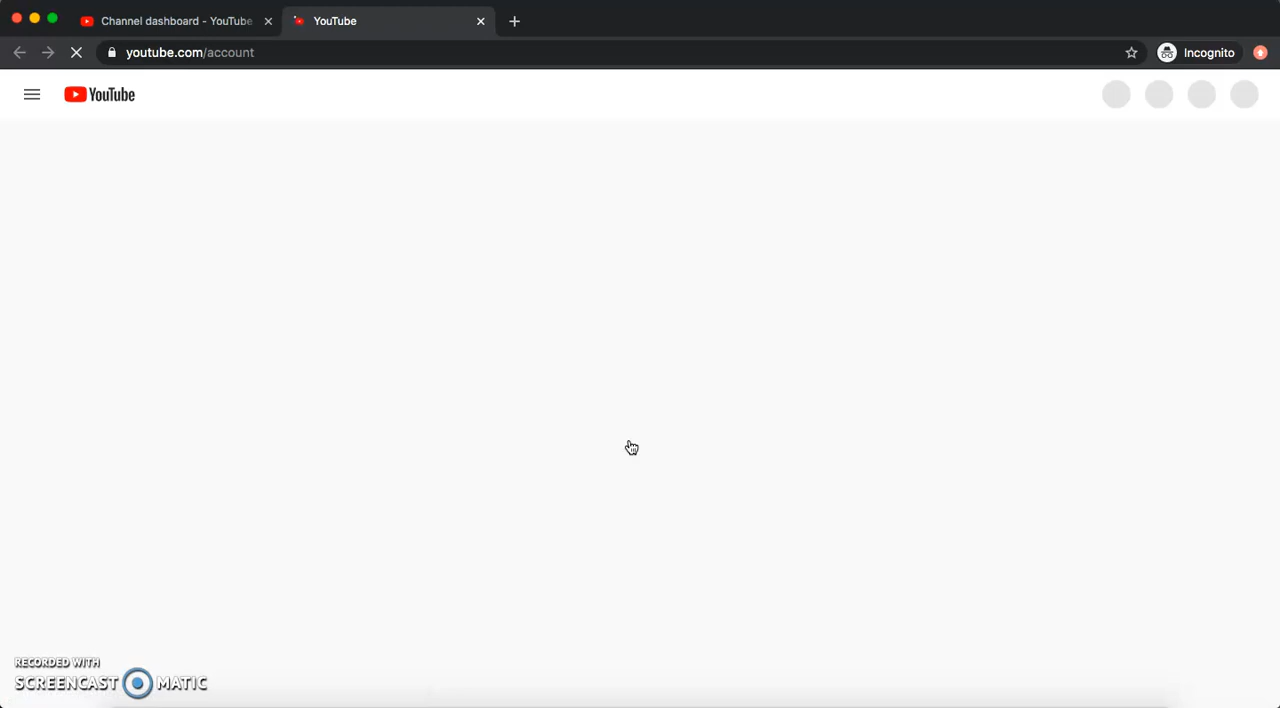 Channel dashboard - YouTube
YouTube
youtube.com/account
Incognito
YouTube
RECORDED WITH
SCREENCAST MATIC